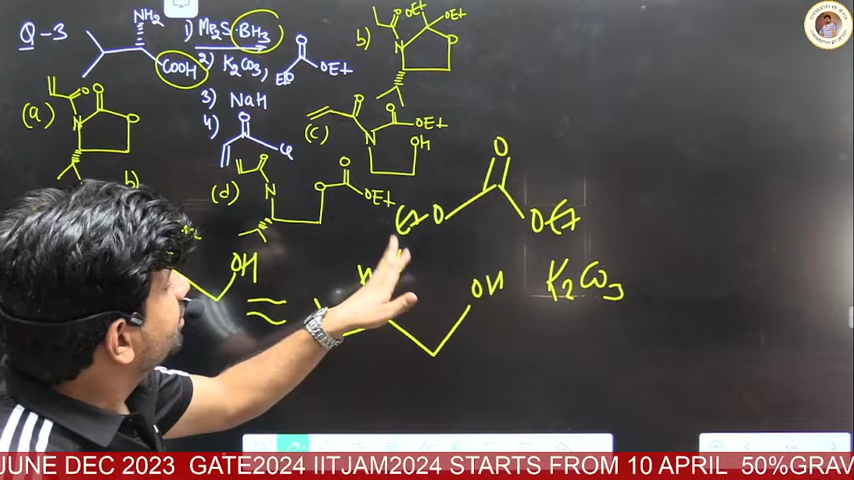 Q-3
NH2
COOH
1) Me2S·BH3
2) K2CO3,
O
EtO
OEt
3) NaH
4)
O
Cl
(a)
O
O
N
O
b)
O
OEt
OEt
N
O
(c)
O
O
OEt
N
OH
(d)
O
O
N
O
OEt
b)
O
Et-O
OEt
OH
OH
K2CO3
JUNE DEC 2023 GATE2024 IITJAM2024 STARTS FROM 10 APRIL 50%GRAV